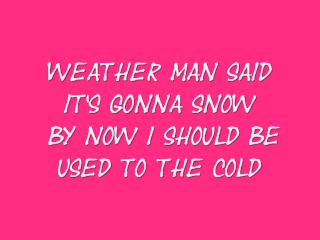 WEATHER MAN SAID
IT'S GONNA SNOW
BY NOW I SHOULD BE
USED TO THE COLD